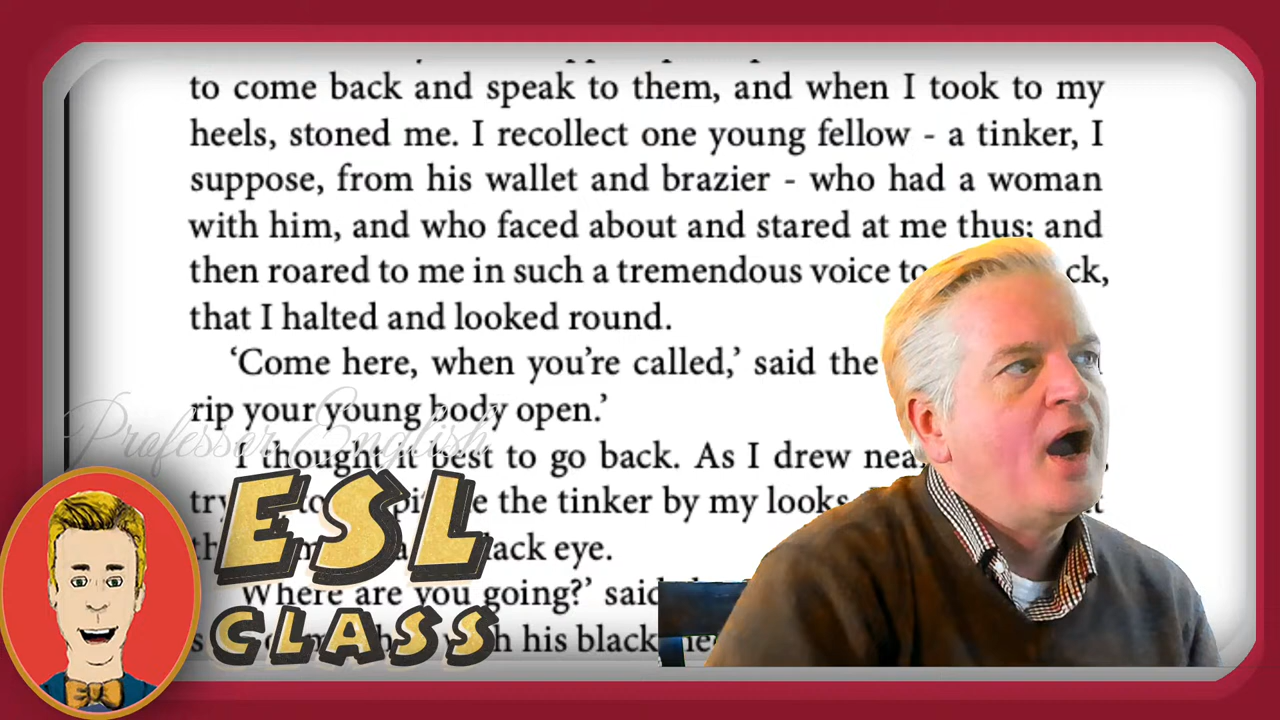 to come back and speak to them, and when I took to my
heels, stoned me. I recollect one young fellow - a tinker, I
suppose, from his wallet and brazier - who had a woman
with him, and who faced about and stared at me thus; and
then roared to me in such a tremendous voice to ck,
that I halted and looked round.
‘Come here, when you’re called,’ said the
rip your young body open.’
I thought it best to go back. As I drew
the tinker by my looks
eye.
Where are you going?’ said
his black
Professor English
ESL
CLASS